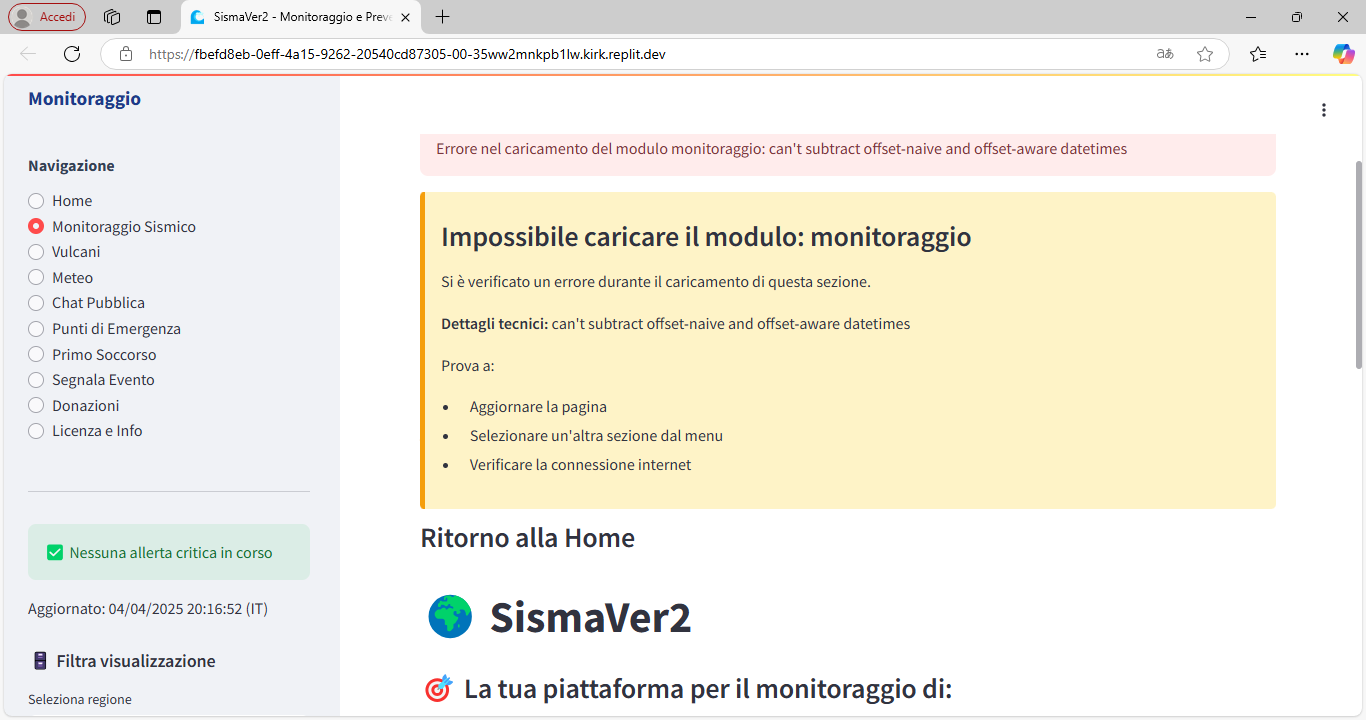 Accedi
SismaVer2 - Monitoraggio e Preve
https://fbefd8eb-0eff-4a15-9262-20540cd87305-00-35ww2mnkpb1lw.kirk.replit.dev
aあ
Monitoraggio
Navigazione
Home
Monitoraggio Sismico
Vulcani
Meteo
Chat Pubblica
Punti di Emergenza
Primo Soccorso
Segnala Evento
Donazioni
Licenza e Info
Nessuna allerta critica in corso
Aggiornato: 04/04/2025 20:16:52 (IT)
Filtra visualizzazione
Seleziona regione
Errore nel caricamento del modulo monitoraggio: can't subtract offset-naive and offset-aware datetimes
Impossibile caricare il modulo: monitoraggio
Si è verificato un errore durante il caricamento di questa sezione.
Dettagli tecnici: can't subtract offset-naive and offset-aware datetimes
Prova a:
• Aggiornare la pagina
• Selezionare un'altra sezione dal menu
• Verificare la connessione internet
Ritorno alla Home
SismaVer2
La tua piattaforma per il monitoraggio di: